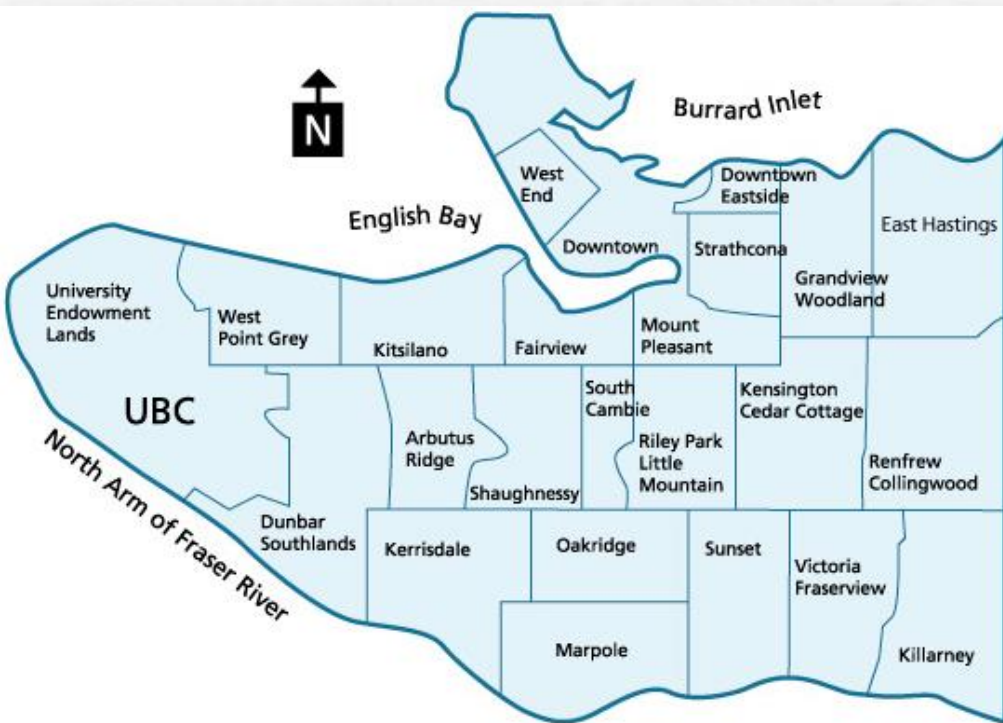 N
Burrard Inlet
West
End
Downtown
Eastside
English Bay
Downtown
Strathcona
East Hastings
Grandview
Woodland
University
Endowment
Lands
West
Point Grey
Kitsilano
Fairview
Mount
Pleasant
UBC
South
Cambie
Kensington
Cedar Cottage
Arbutus
Ridge
Riley Park
Little
Mountain
Shaughnessy
Renfrew
Collingwood
North Arm of Fraser River
Dunbar
Southlands
Kerrisdale
Oakridge
Sunset
Victoria
Fraserview
Marpole
Killarney